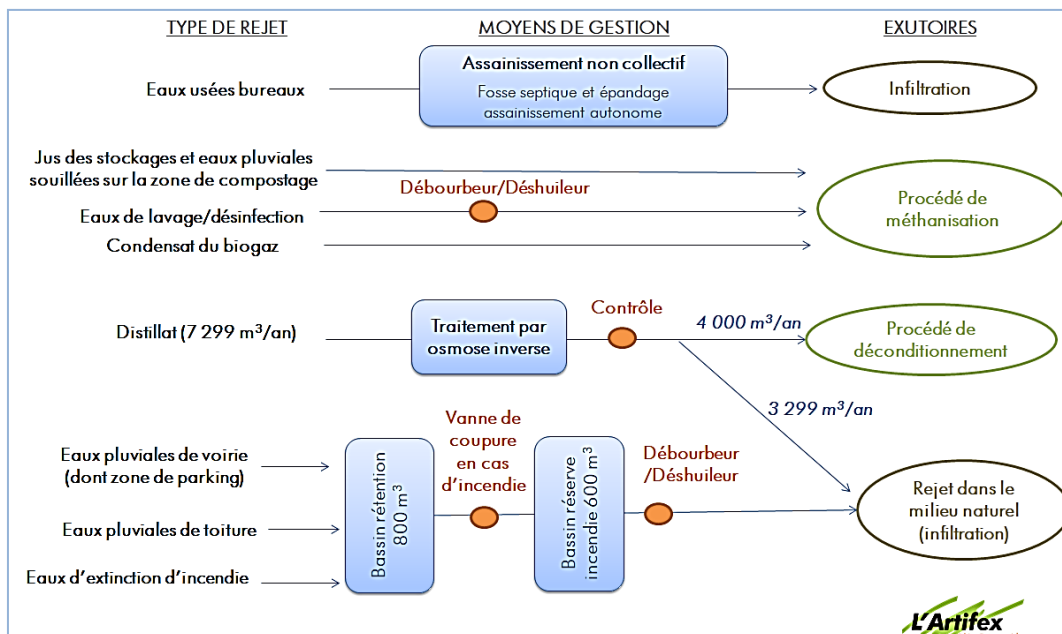 TYPE DE REJET
MOYENS DE GESTION
EXUTOIRES
Eaux usées bureaux
Assainissement non collectif
Fosse septique et épandage
assainissement autonome
Infiltration
Jus des stockages et eaux pluviales
souillées sur la zone de compostage
Débourbeur/Déshuileur
Eaux de lavage/désinfection
Condensat du biogaz
Procédé de
méthanisation
Distillat (7 299 m³/an)
Traitement par
osmose inverse
Contrôle
4 000 m³/an
Procédé de
déconditionnement
3 299 m³/an
Eaux pluviales de voirie
(dont zone de parking)
Eaux pluviales de toiture
Eaux d'extinction d'incendie
Bassin rétention
800 m³
Vanne de
coupure
en cas
d'incendie
Bassin réserve
incendie 600 m³
Débourbeur
/Déshuileur
Rejet dans le
milieu naturel
(infiltration)
L'Artifex